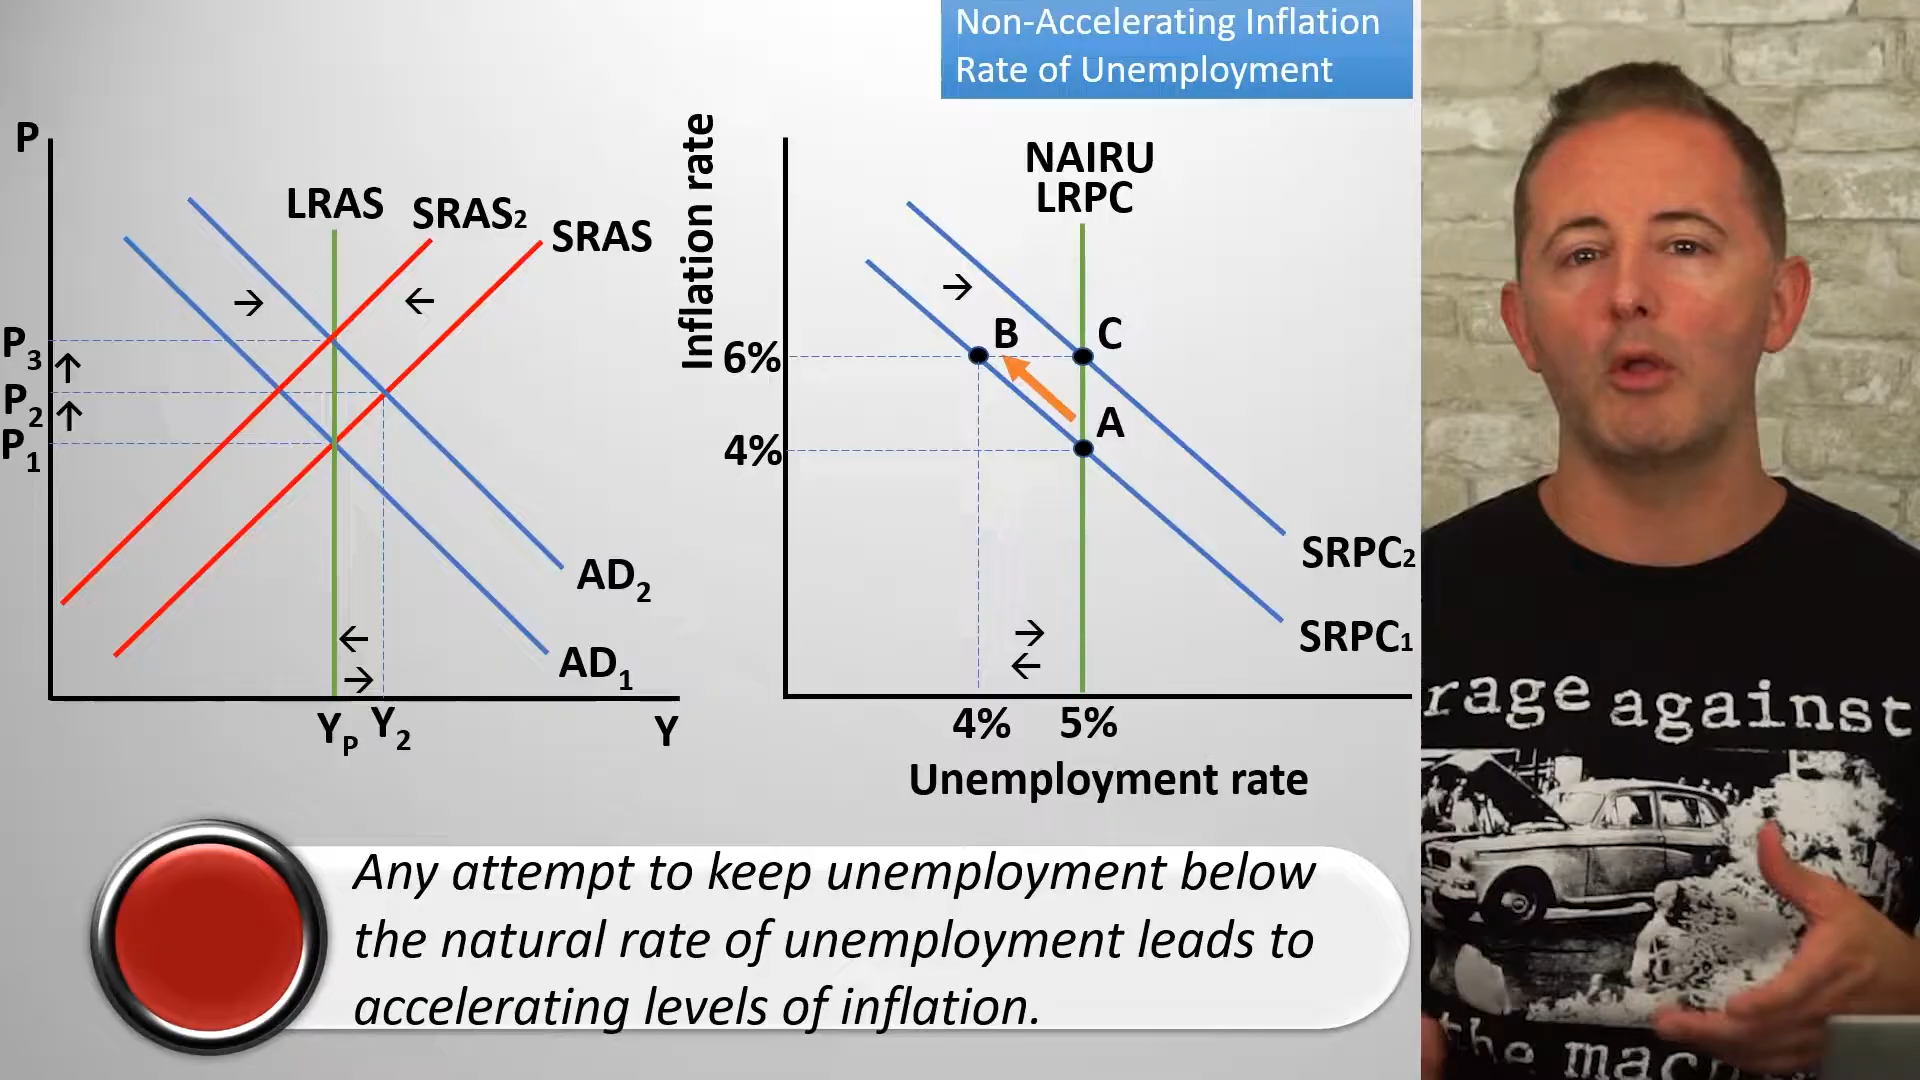 Non-Accelerating Inflation
Rate of Unemployment
P
LRAS
SRAS2
SRAS
P3
P2
P1
AD2
AD1
YP
Y2
Y
Inflation rate
NAIRU
LRPC
B
C
6%
A
4%
SRPC2
SRPC1
4%
5%
Unemployment rate
Any attempt to keep unemployment below
the natural rate of unemployment leads to
accelerating levels of inflation.
rage against
the mac